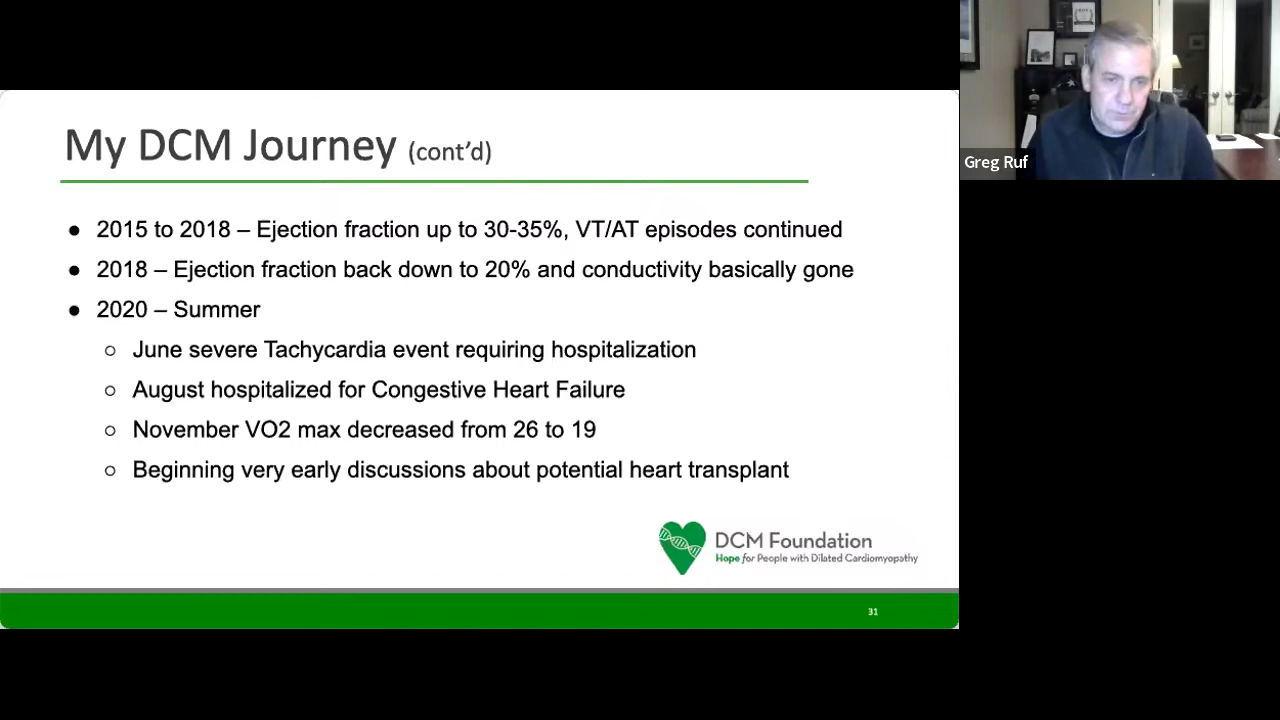 My DCM Journey (cont’d)
● 2015 to 2018 – Ejection fraction up to 30-35%, VT/AT episodes continued
● 2018 – Ejection fraction back down to 20% and conductivity basically gone
● 2020 – Summer
○ June severe Tachycardia event requiring hospitalization
○ August hospitalized for Congestive Heart Failure
○ November VO2 max decreased from 26 to 19
○ Beginning very early discussions about potential heart transplant
DCM Foundation
Hope for People with Dilated Cardiomyopathy
31
Greg Ruf